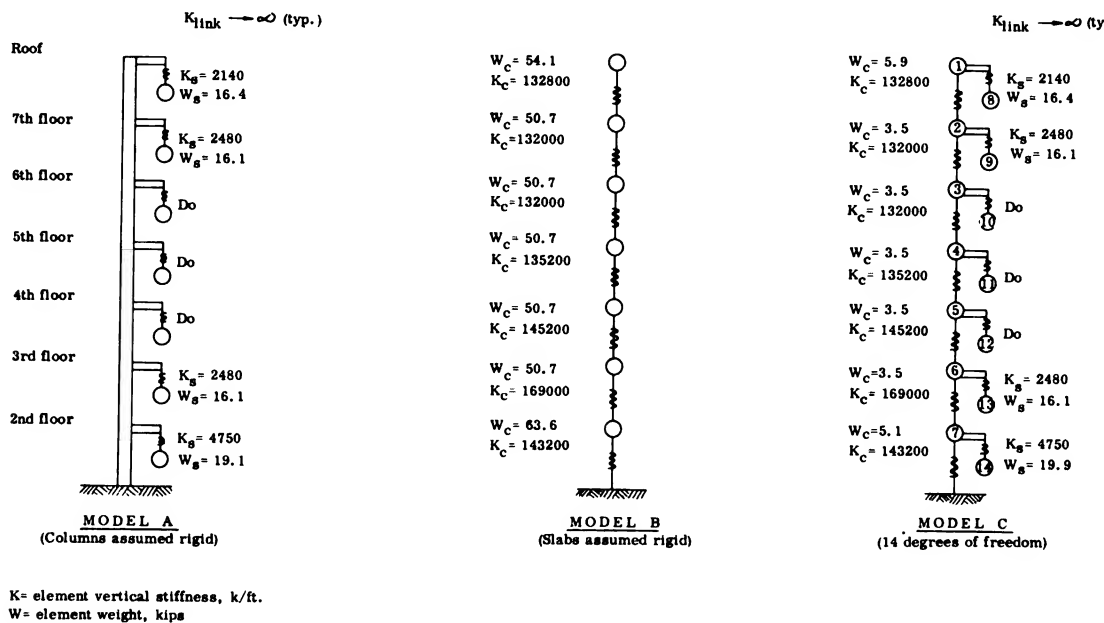 K_link → ∞ (typ.)
Roof
K_s = 2140
W_s = 16.4
7th floor
K_s = 2480
W_s = 16.1
6th floor
Do
5th floor
Do
4th floor
Do
3rd floor
K_s = 2480
W_s = 16.1
2nd floor
K_s = 4750
W_s = 19.1
MODEL A
(Columns assumed rigid)
W_c = 54.1
K_c = 132800
W_c = 50.7
K_c = 132000
W_c = 50.7
K_c = 132000
W_c = 50.7
K_c = 135200
W_c = 50.7
K_c = 145200
W_c = 50.7
K_c = 169000
W_c = 63.6
K_c = 143200
MODEL B
(Slabs assumed rigid)
K_link → ∞ (ty
W_c = 5.9
K_c = 132800
1
8
K_s = 2140
W_s = 16.4
W_c = 3.5
K_c = 132000
2
9
K_s = 2480
W_s = 16.1
W_c = 3.5
K_c = 132000
3
10
Do
W_c = 3.5
K_c = 135200
4
11
Do
W_c = 3.5
K_c = 145200
5
12
Do
W_c = 3.5
K_c = 169000
6
13
K_s = 2480
W_s = 16.1
W_c = 5.1
K_c = 143200
7
14
K_s = 4750
W_s = 19.9
MODEL C
(14 degrees of freedom)
K= element vertical stiffness, k/ft.
W= element weight, kips